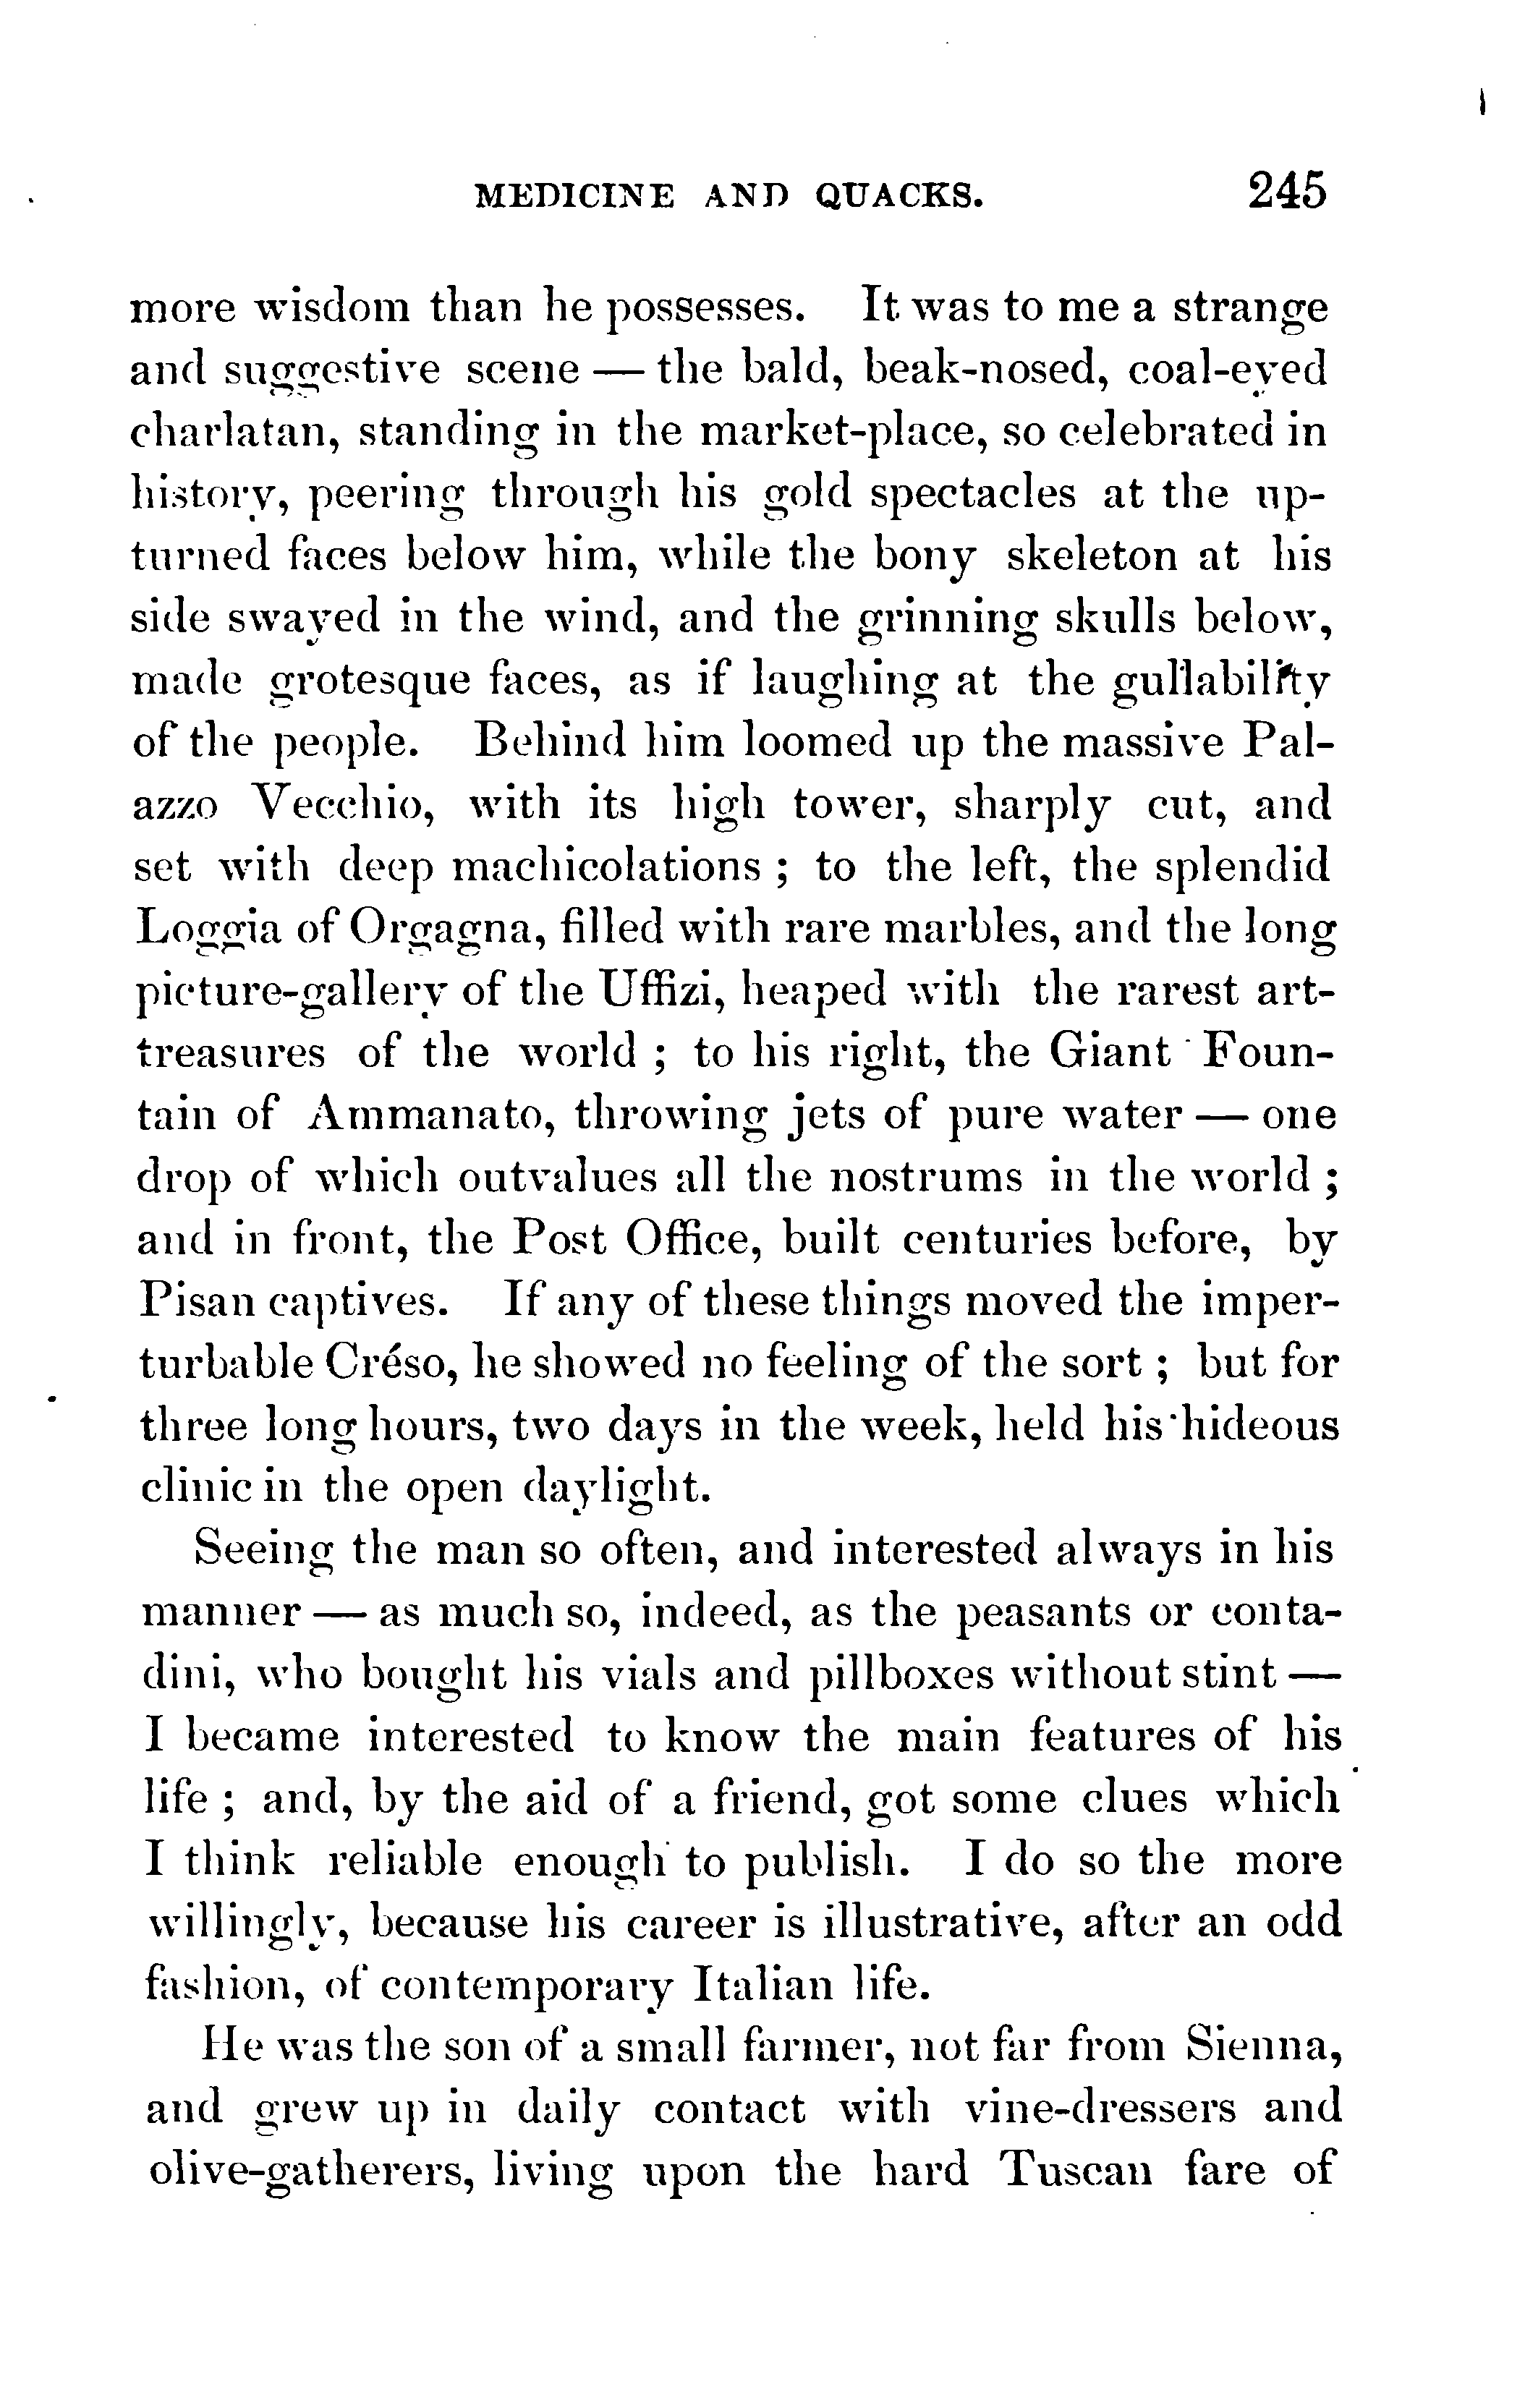 MEDICINE AND QUACKS. 245
more wisdom than he possesses. It was to me a strange
and suggestive scene — the bald, beak-nosed, coal-eyed
charlatan, standing in the market-place, so celebrated in
history, peering through his gold spectacles at the up-
turned faces below him, while the bony skeleton at his
side swayed in the wind, and the grinning skulls below,
made grotesque faces, as if laughing at the gullability
of the people. Behind him loomed up the massive Pal-
azzo Vecchio, with its high tower, sharply cut, and
set with deep machicolations ; to the left, the splendid
Loggia of Orgagna, filled with rare marbles, and the long
picture-gallery of the Uffizi, heaped with the rarest art-
treasures of the world ; to his right, the Giant Foun-
tain of Ammanato, throwing jets of pure water — one
drop of which outvalues all the nostrums in the world ;
and in front, the Post Office, built centuries before, by
Pisan captives. If any of these things moved the imper-
turbable Créso, he showed no feeling of the sort ; but for
three long hours, two days in the week, held his hideous
clinic in the open daylight.
Seeing the man so often, and interested always in his
manner — as much so, indeed, as the peasants or conta-
dini, who bought his vials and pillboxes without stint —
I became interested to know the main features of his
life ; and, by the aid of a friend, got some clues which
I think reliable enough to publish. I do so the more
willingly, because his career is illustrative, after an odd
fashion, of contemporary Italian life.
He was the son of a small farmer, not far from Sienna,
and grew up in daily contact with vine-dressers and
olive-gatherers, living upon the hard Tuscan fare of